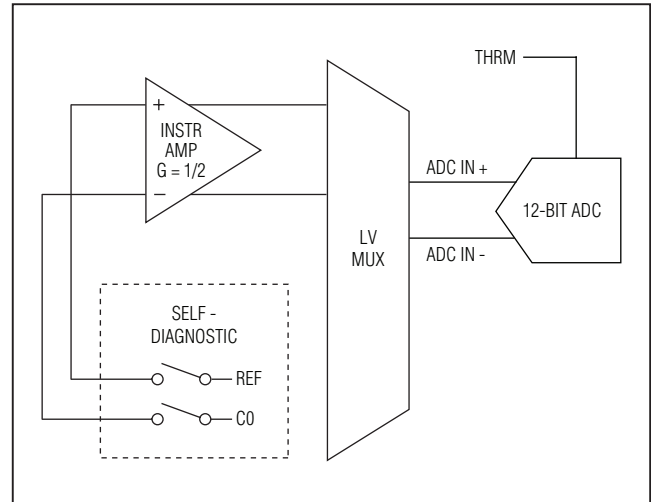 THRM
+
INSTR
AMP
G = 1/2
−
ADC IN +
12-BIT ADC
LV
MUX
ADC IN -
SELF -
DIAGNOSTIC
REF
C0